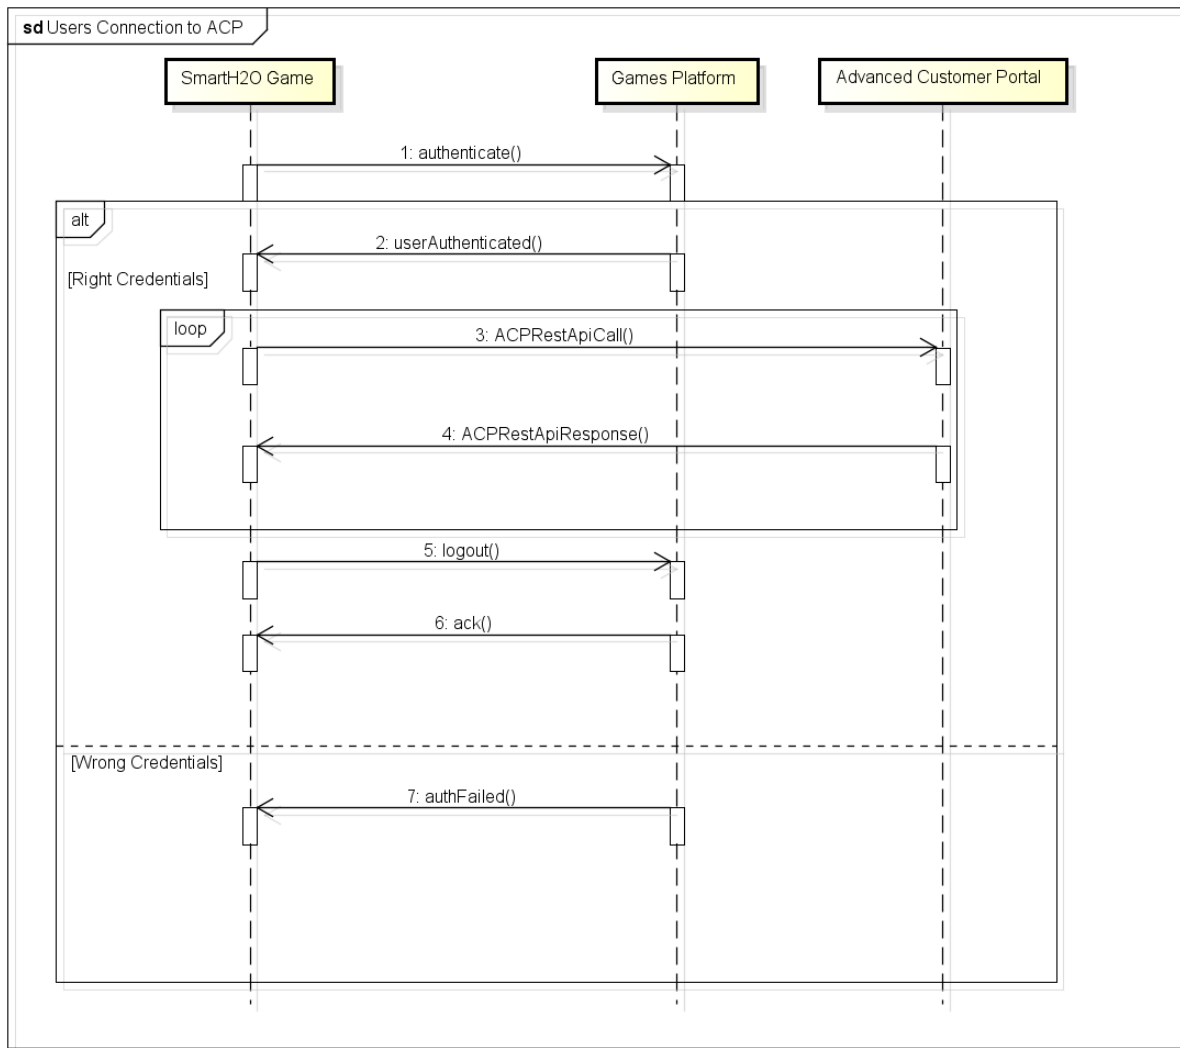 sd Users Connection to ACP
SmartH2O Game
Games Platform
Advanced Customer Portal
1: authenticate()
alt
2: userAuthenticated()
[Right Credentials]
loop
3: ACPRestApiCall()
4: ACPRestApiResponse()
5: logout()
6: ack()
[Wrong Credentials]
7: authFailed()